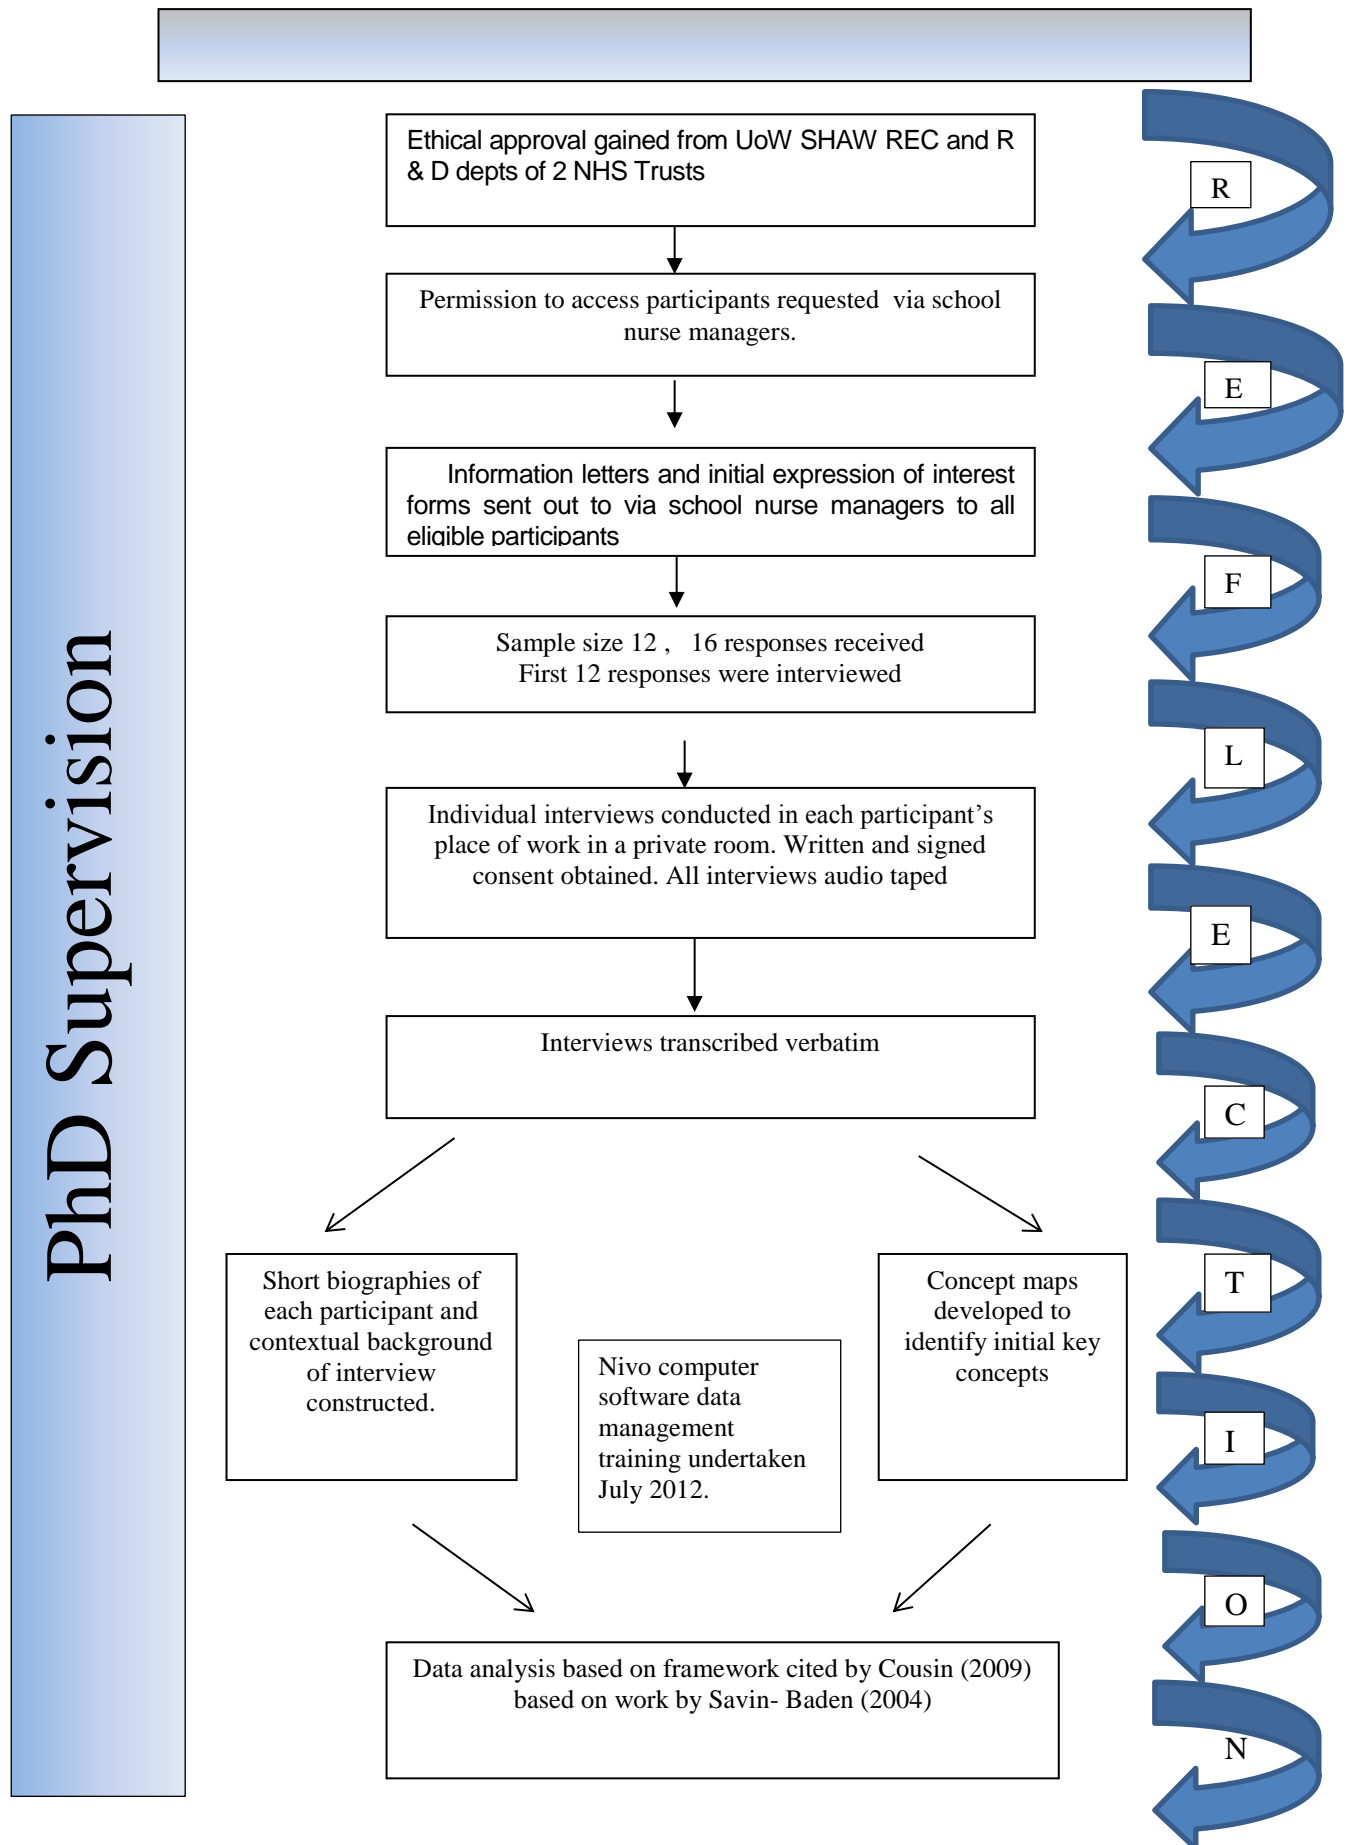 Ethical approval gained from UoW SHAW REC and R
& D depts of 2 NHS Trusts
Permission to access participants requested via school
nurse managers.
Information letters and initial expression of interest
forms sent out to via school nurse managers to all
eligible participants
Sample size 12 , 16 responses received
First 12 responses were interviewed
Individual interviews conducted in each participant’s
place of work in a private room. Written and signed
consent obtained. All interviews audio taped
Interviews transcribed verbatim
Short biographies of
each participant and
contextual background
of interview
constructed.
Nivo computer
software data
management
training undertaken
July 2012.
Concept maps
developed to
identify initial key
concepts
Data analysis based on framework cited by Cousin (2009)
based on work by Savin- Baden (2004)
PhD Supervision
R
E
F
L
E
C
T
I
O
N